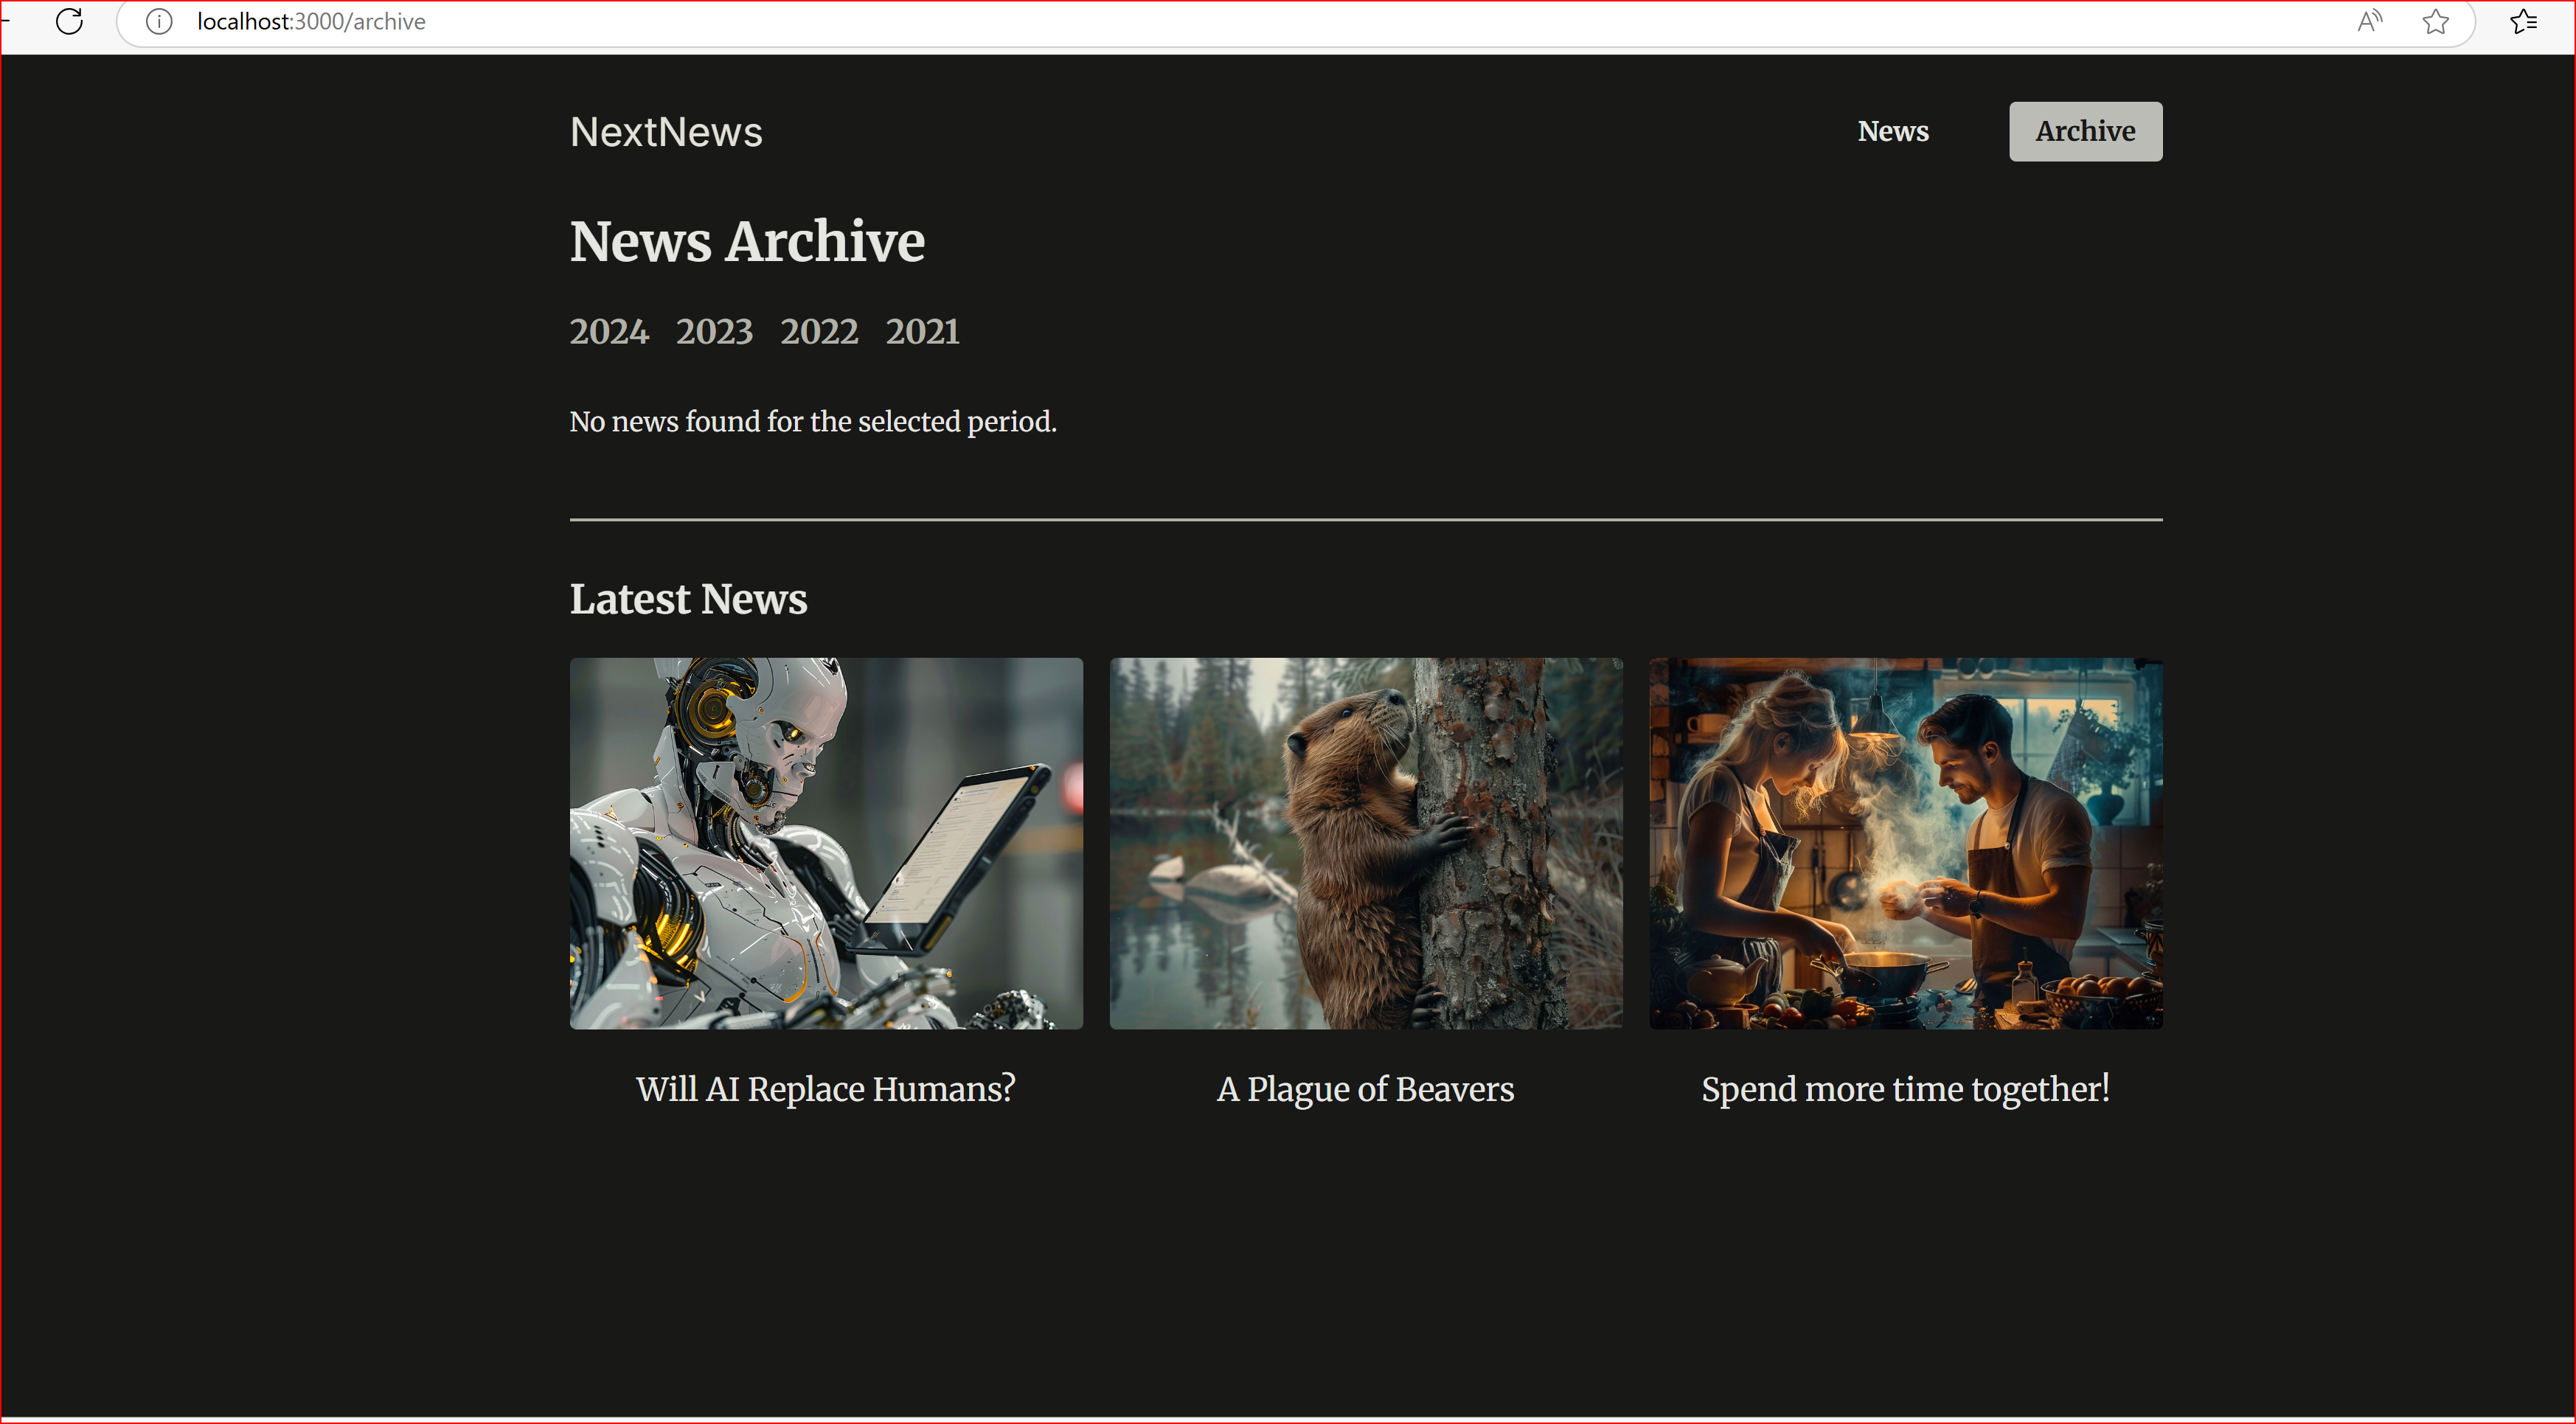 localhost:3000/archive
NextNews
News
Archive
News Archive
2024 2023 2022 2021
No news found for the selected period.
Latest News
Will AI Replace Humans?
A Plague of Beavers
Spend more time together!